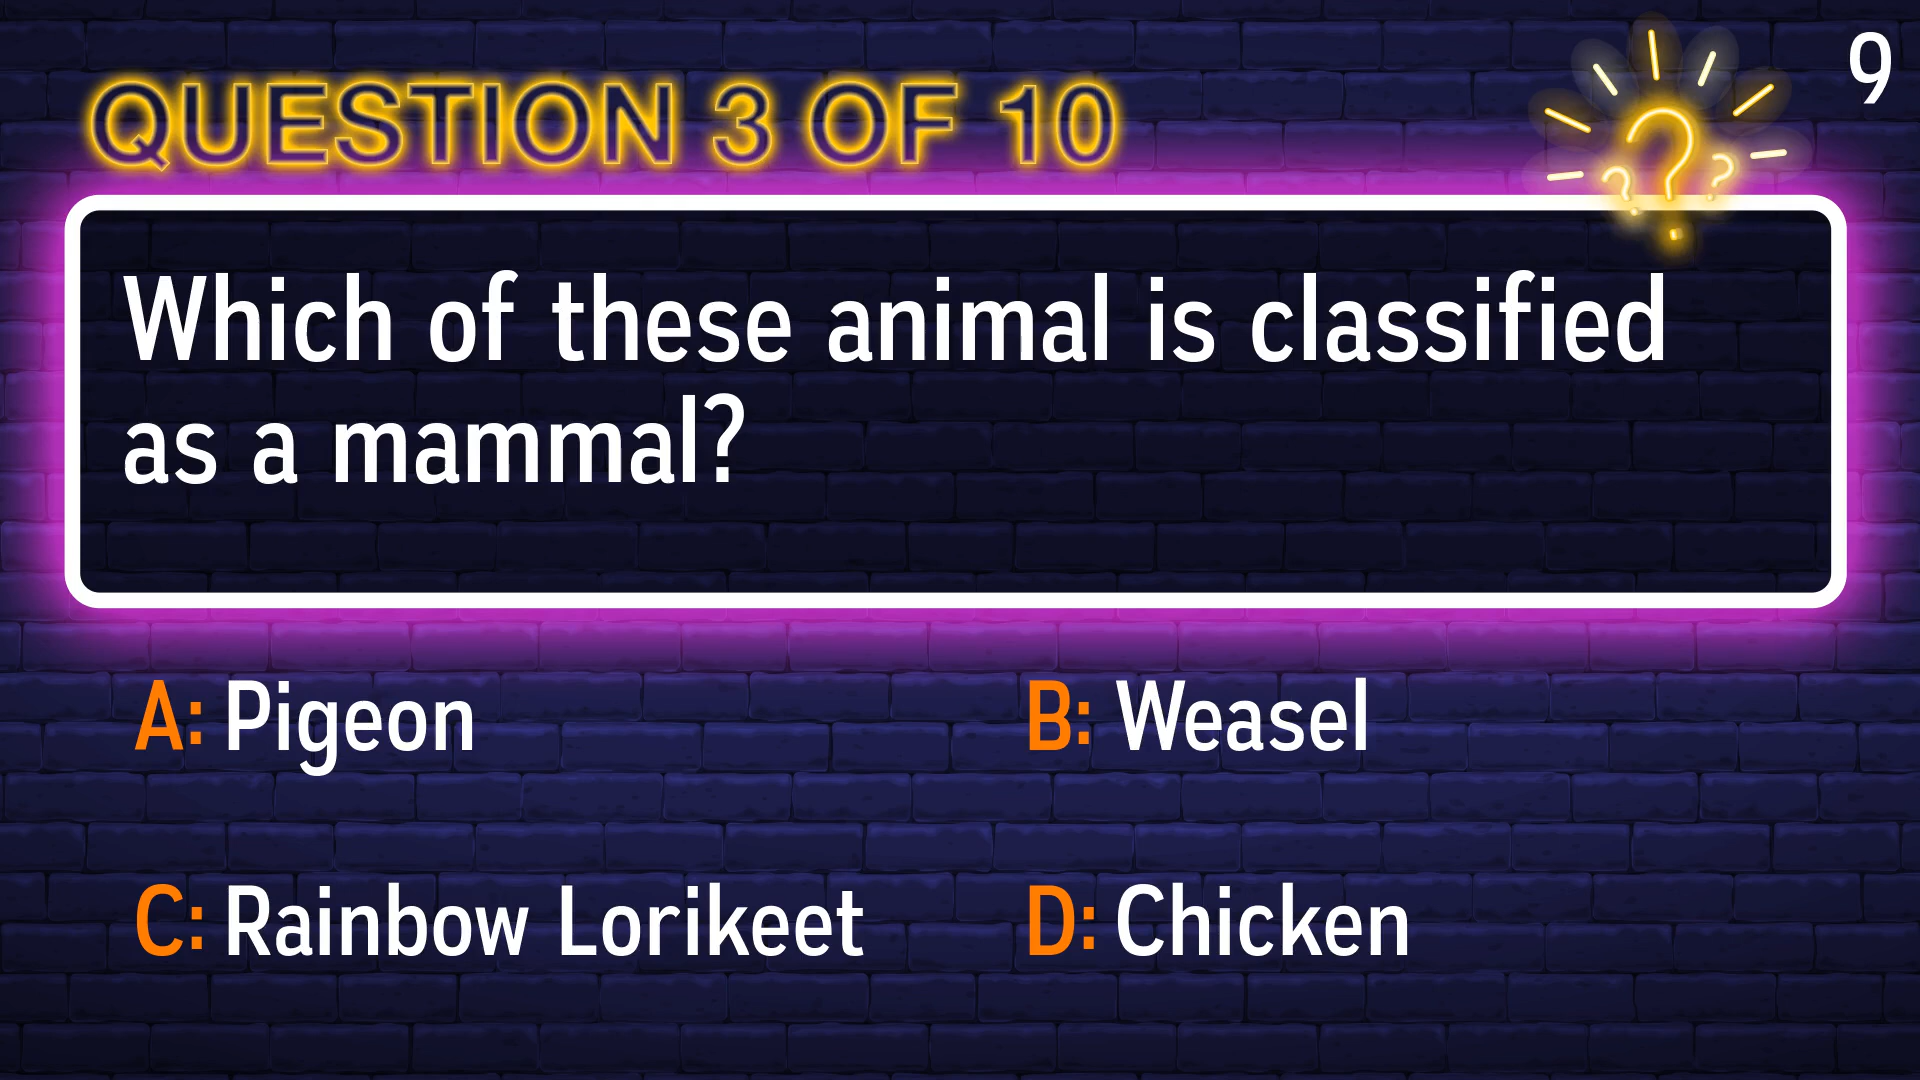 9
QUESTION 3 OF 10
Which of these animal is classified
as a mammal?
A: Pigeon
B: Weasel
C: Rainbow Lorikeet
D: Chicken